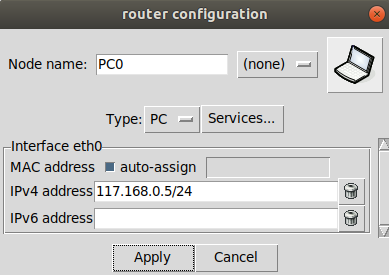 router configuration
Node name: PC0 (none)
Type: PC Services...
Interface eth0
MAC address auto-assign
IPv4 address 117.168.0.5/24
IPv6 address
Apply Cancel